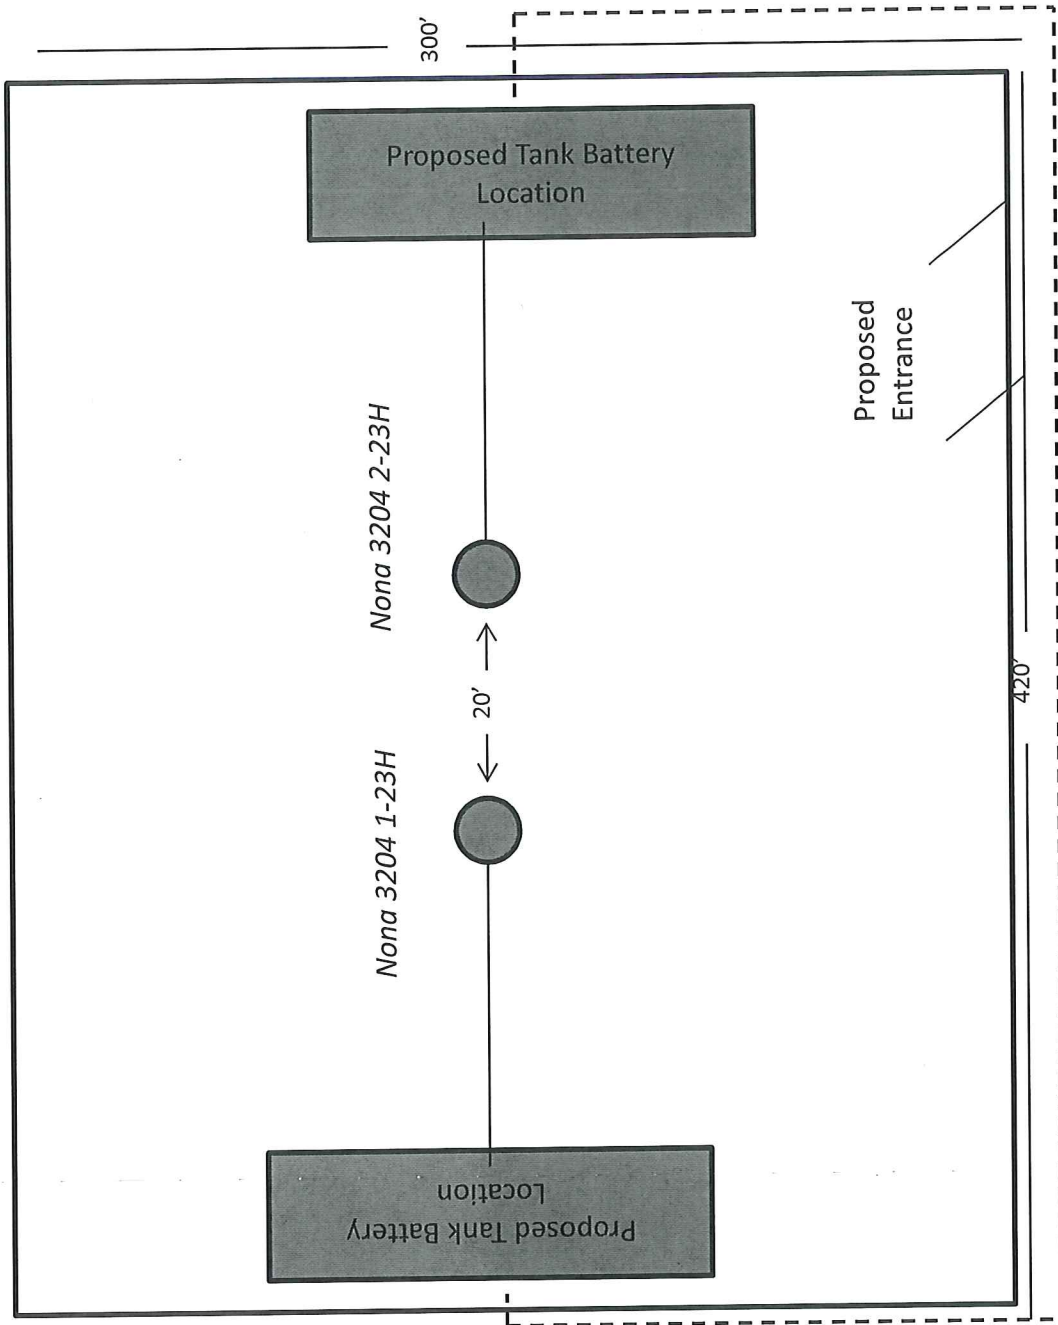 300'
Proposed Tank Battery
Location
Proposed
Entrance
Nona 3204 2-23H
20'
420'
Nona 3204 1-23H
Proposed Tank Battery
Location